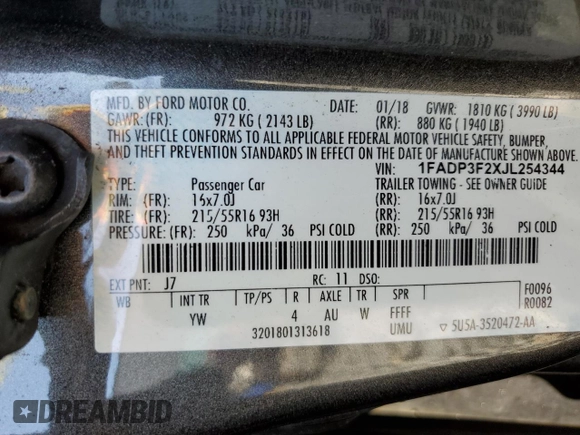 MFD. BY FORD MOTOR CO. DATE: 01/18 GVWR: 1810 KG ( 3990 LB)
GAWR: (FR) 972 KG ( 2143 LB) (RR): 880 KG ( 1940 LB)
THIS VEHICLE CONFORMS TO ALL APPLICABLE FEDERAL MOTOR VEHICLE SAFETY, BUMPER,
AND THEFT PREVENTION STANDARDS IN EFFECT ON THE DATE OF MANUFACTURE SHOWN ABOVE.
VIN: 1FADP3F2XJL254344
TYPE: Passenger Car TRAILER TOWING - SEE OWNER GUIDE
RIM: (FR): 16x7.0J (RR): 16x7.0J
TIRE: (FR): 215/55R16 93H (RR): 215/55R16 93H
PRESSURE: (FR): 250 kPa/ 36 PSI COLD (RR): 250 kPa/ 36 PSI COLD
EXT PNT: J7 RC: 11 DSO: F0096
WB INT TR TP/PS R AXLE TR SPR R0082
YW 4 AU W FFFF
3201801313618 UMU ▽ 5U5A-3520472-AA
DREAMBID